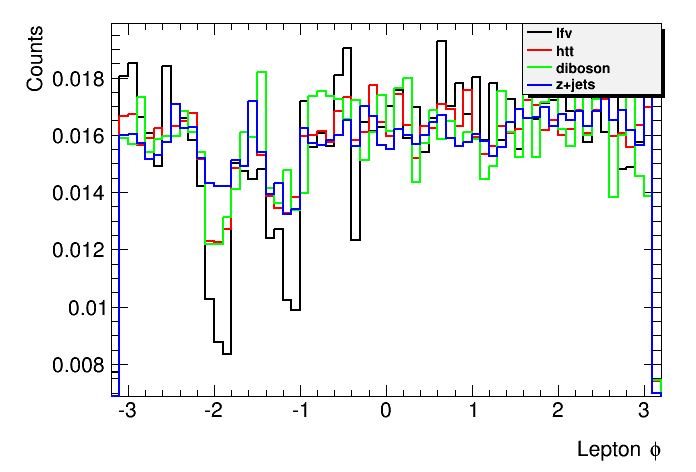 Counts
lfv
htt
diboson
z+jets
0.018
0.016
0.014
0.012
0.01
0.008
-3 -2 -1 0 1 2 3
Lepton ϕ